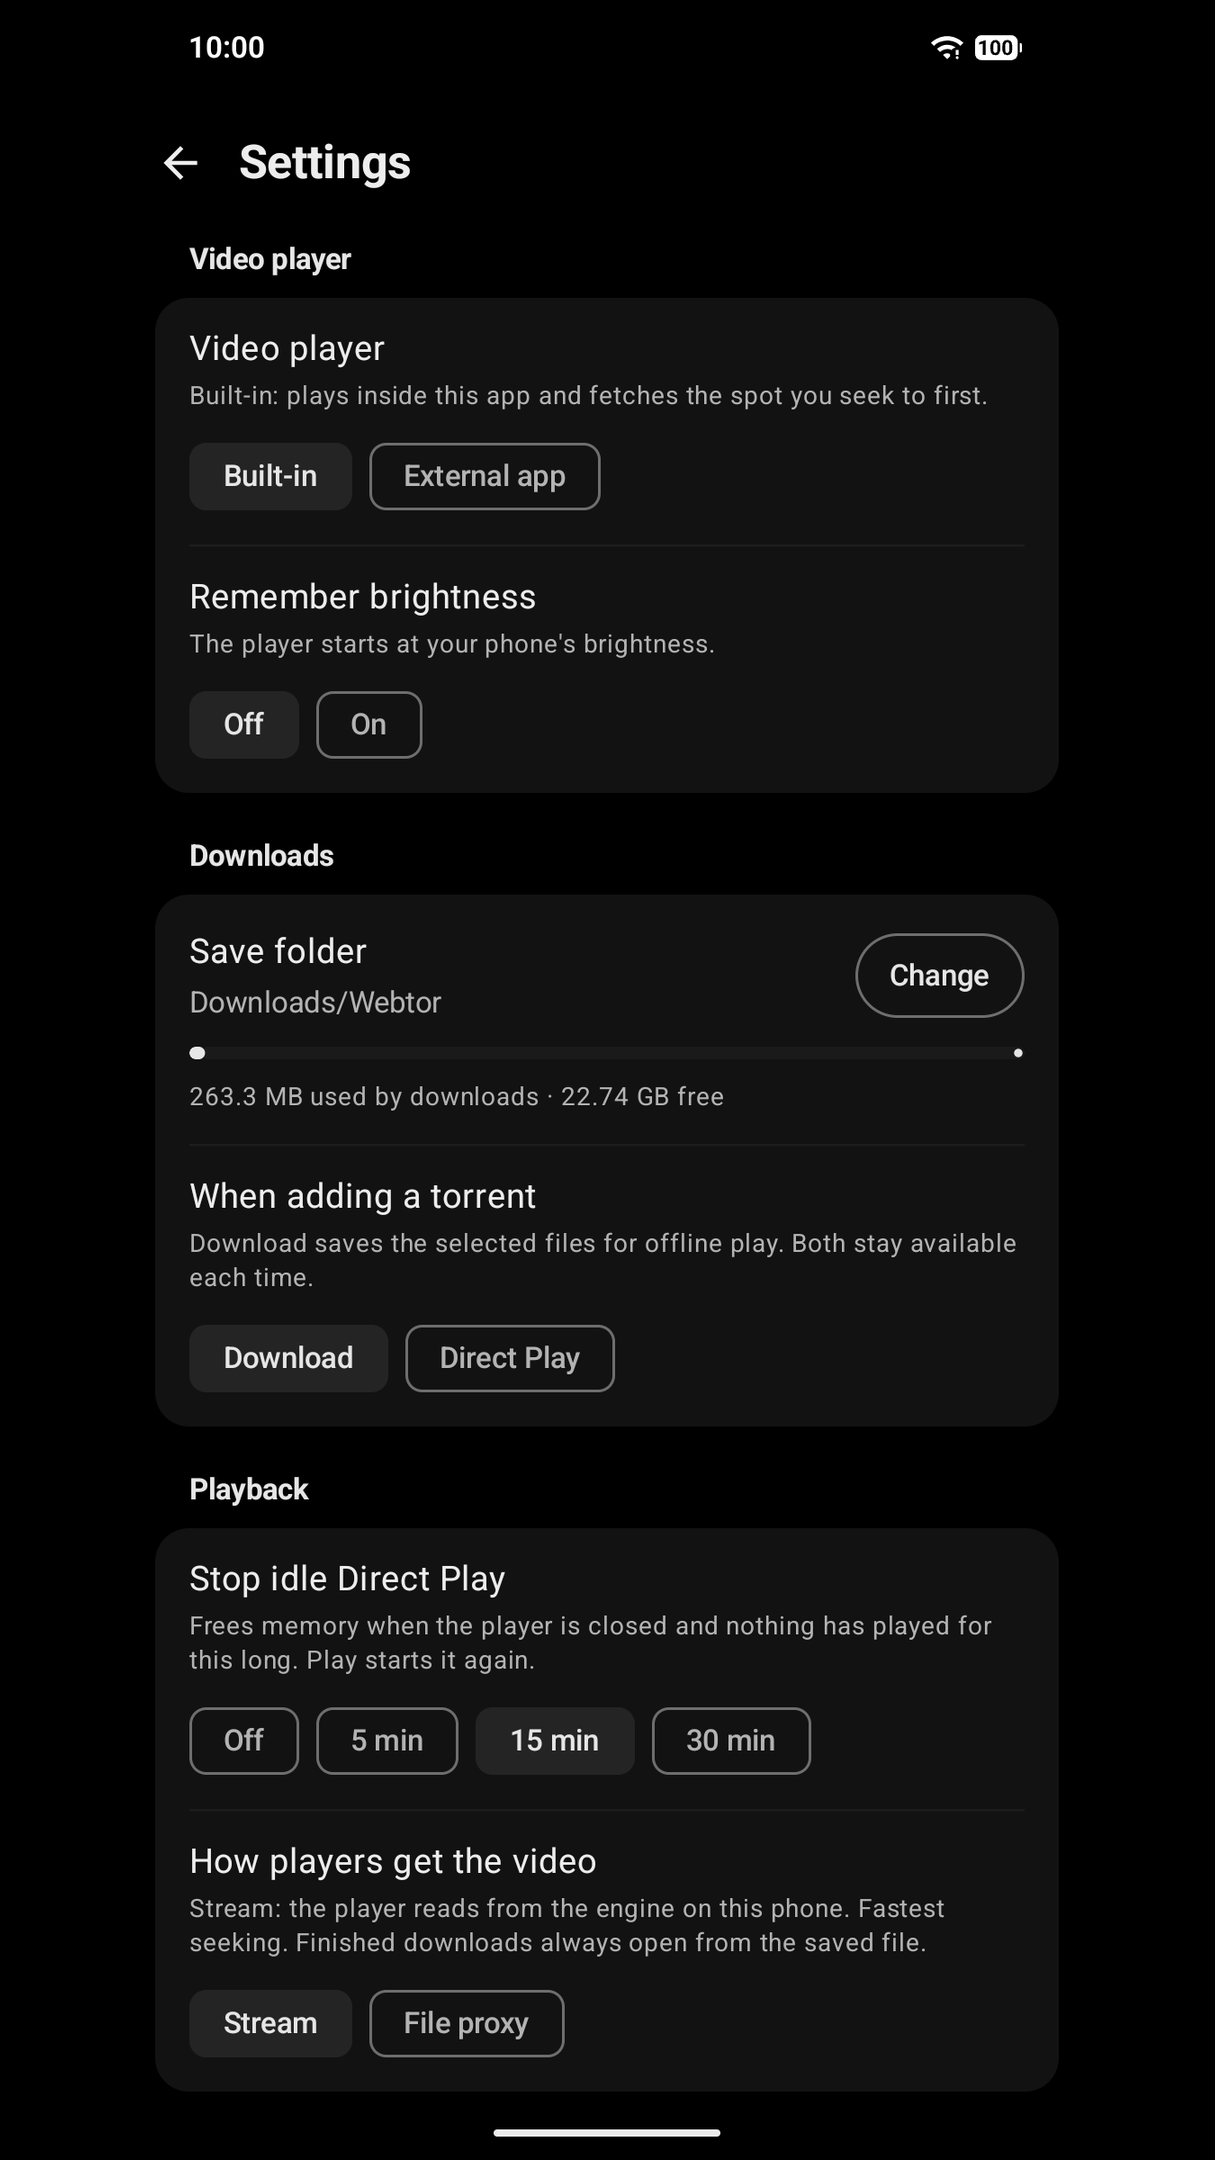 10:00
100
Settings
Video player
Video player
Built-in: plays inside this app and fetches the spot you seek to first.
Built-in
External app
Remember brightness
The player starts at your phone's brightness.
Off
On
Downloads
Save folder
Downloads/Webtor
Change
263.3 MB used by downloads · 22.74 GB free
When adding a torrent
Download saves the selected files for offline play. Both stay available
each time.
Download
Direct Play
Playback
Stop idle Direct Play
Frees memory when the player is closed and nothing has played for
this long. Play starts it again.
Off
5 min
15 min
30 min
How players get the video
Stream: the player reads from the engine on this phone. Fastest
seeking. Finished downloads always open from the saved file.
Stream
File proxy